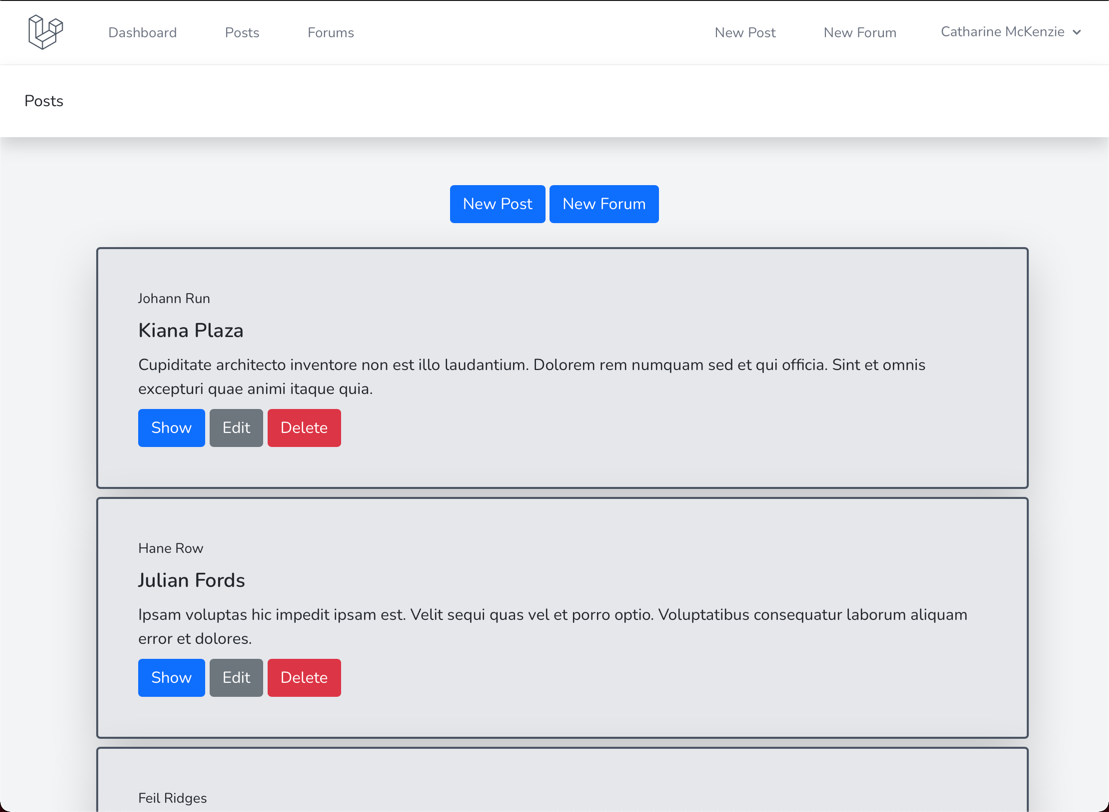 Dashboard Posts Forums New Post New Forum Catharine McKenzie
Posts
New Post New Forum
Johann Run
Kiana Plaza
Cupiditate architecto inventore non est illo laudantium. Dolorem rem numquam sed et qui officia. Sint et omnis
excepturi quae animi itaque quia.
Show Edit Delete
Hane Row
Julian Fords
Ipsam voluptas hic impedit ipsam est. Velit sequi quas vel et porro optio. Voluptatibus consequatur laborum aliquam
error et dolores.
Show Edit Delete
Feil Ridges